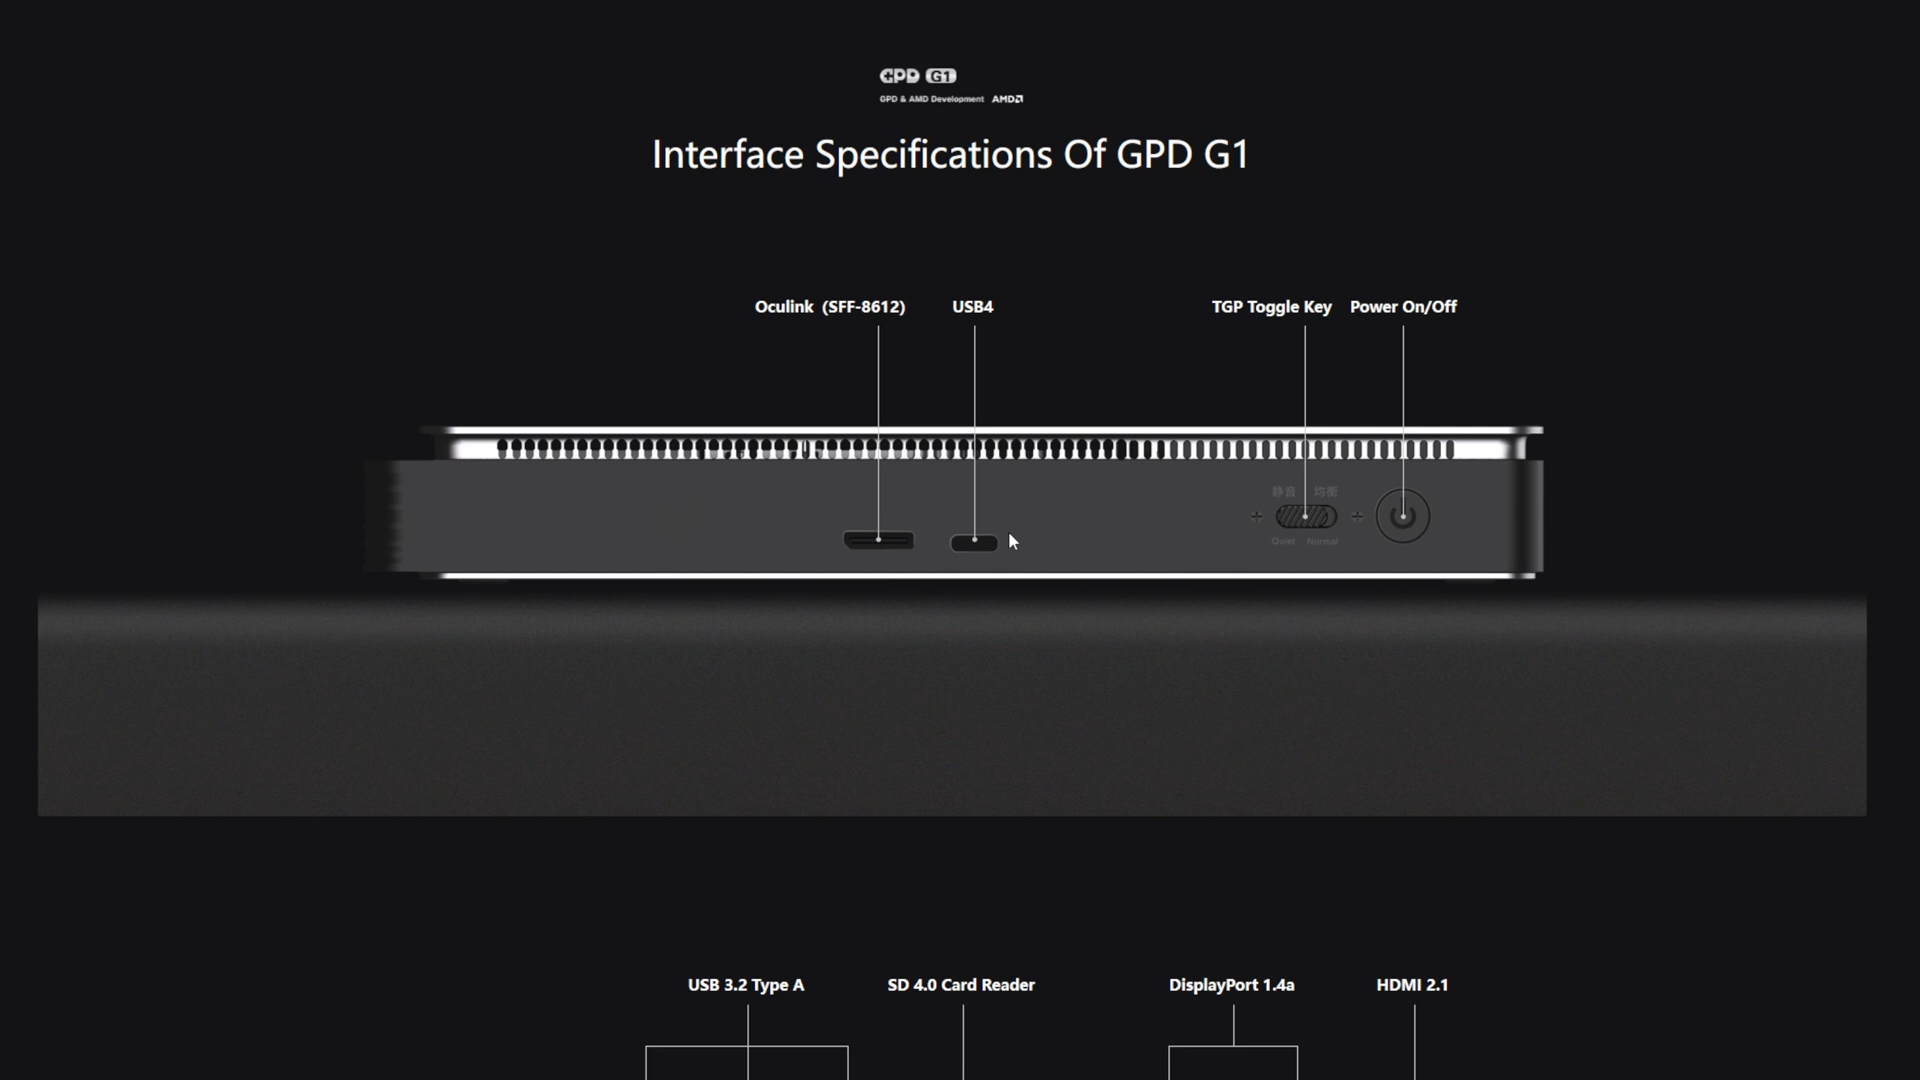 GPD G1
GPD & AMD Development AMD
Interface Specifications Of GPD G1
Oculink (SFF-8612) USB4 TGP Toggle Key Power On/Off
静音 均衡
Quiet Normal
USB 3.2 Type A SD 4.0 Card Reader DisplayPort 1.4a HDMI 2.1